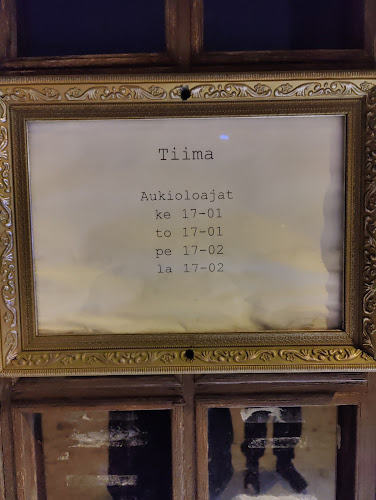 Tiima
Aukioloajat
ke 17-01
to 17-01
pe 17-02
la 17-02